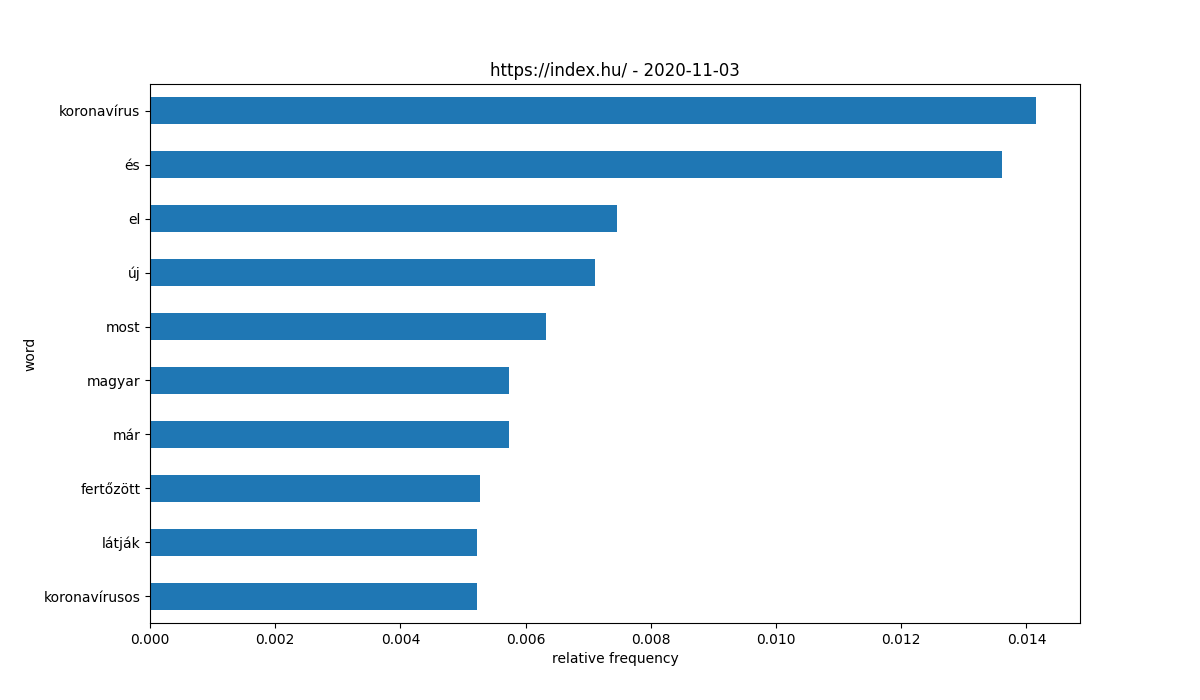 https://index.hu/ - 2020-11-03
koronavírus
és
el
új
most
magyar
már
fertőzött
látják
koronavírusos
word
0.000 0.002 0.004 0.006 0.008 0.010 0.012 0.014
relative frequency